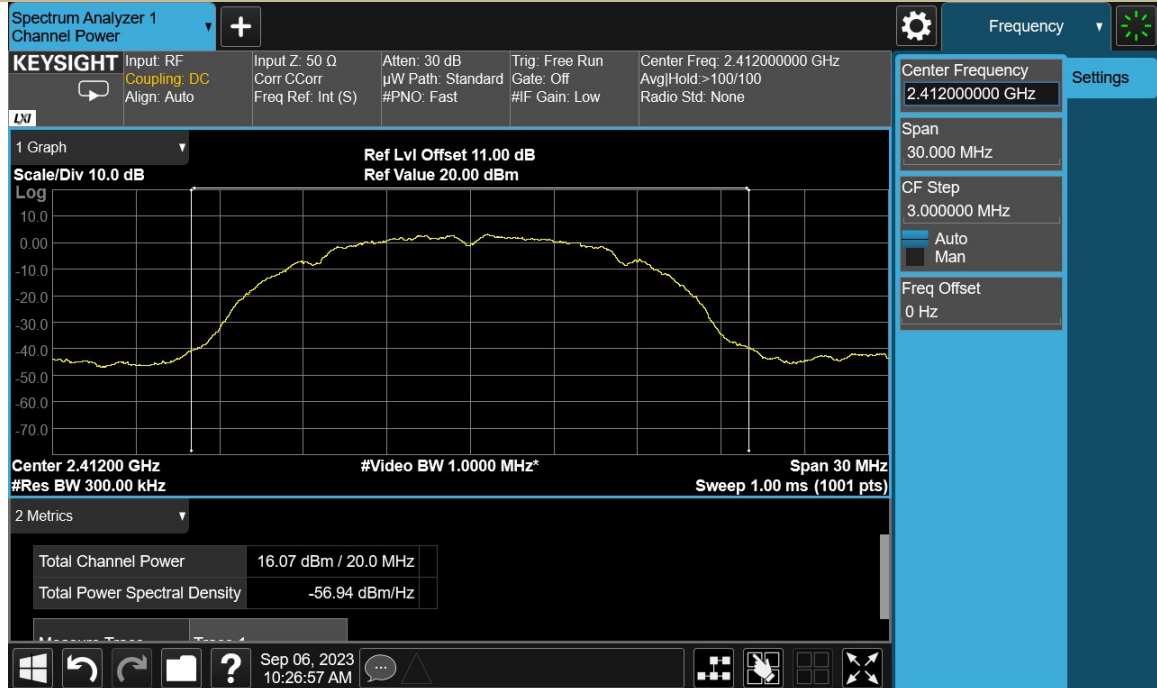 Spectrum Analyzer 1
Channel Power
Frequency
KEYSIGHT
LXI
Input: RF
Coupling: DC
Align: Auto
Input Z: 50 Ω
Corr CCorr
Freq Ref: Int (S)
Atten: 30 dB
µW Path: Standard
#PNO: Fast
Trig: Free Run
Gate: Off
#IF Gain: Low
Center Freq: 2.412000000 GHz
Avg|Hold:>100/100
Radio Std: None
Center Frequency
2.412000000 GHz
Settings
Span
30.000 MHz
CF Step
3.000000 MHz
Auto
Man
Freq Offset
0 Hz
1 Graph
Scale/Div 10.0 dB
Ref Lvl Offset 11.00 dB
Ref Value 20.00 dBm
Log
10.0
0.00
-10.0
-20.0
-30.0
-40.0
-50.0
-60.0
-70.0
Center 2.41200 GHz
#Video BW 1.0000 MHz*
Span 30 MHz
#Res BW 300.00 kHz
Sweep 1.00 ms (1001 pts)
2 Metrics
Total Channel Power 16.07 dBm / 20.0 MHz
Total Power Spectral Density -56.94 dBm/Hz
Measure Trace Trace 1
Sep 06, 2023
10:26:57 AM